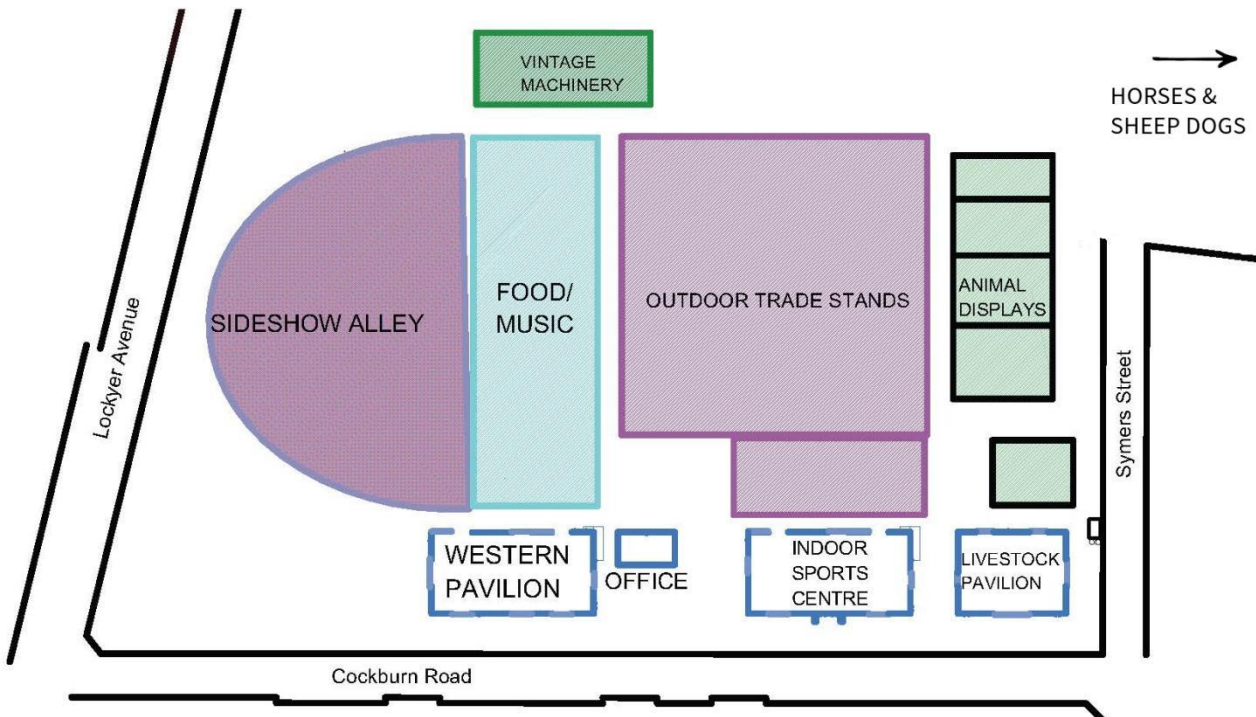 VINTAGE
MACHINERY
HORSES &
SHEEP DOGS
SIDESHOW ALLEY
FOOD/
MUSIC
OUTDOOR TRADE STANDS
ANIMAL
DISPLAYS
Lockyer Avenue
Symers Street
WESTERN
PAVILION
OFFICE
INDOOR
SPORTS
CENTRE
LIVESTOCK
PAVILION
Cockburn Road